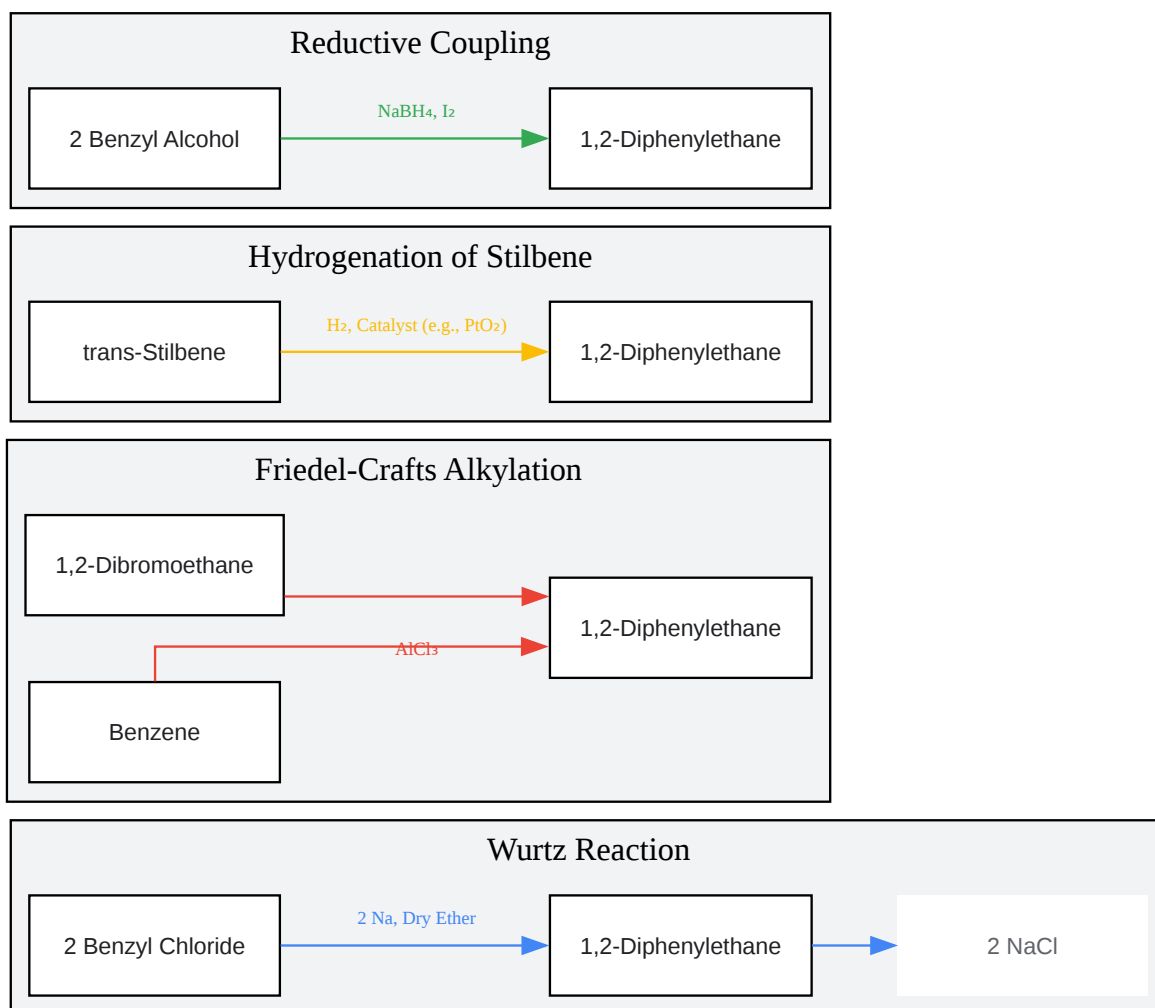 Reductive Coupling
2 Benzyl Alcohol
NaBH₄, I₂
1,2-Diphenylethane
Hydrogenation of Stilbene
trans-Stilbene
H₂, Catalyst (e.g., PtO₂)
1,2-Diphenylethane
Friedel-Crafts Alkylation
1,2-Dibromoethane
1,2-Diphenylethane
AlCl₃
Benzene
Wurtz Reaction
2 Benzyl Chloride
2 Na, Dry Ether
1,2-Diphenylethane
2 NaCl